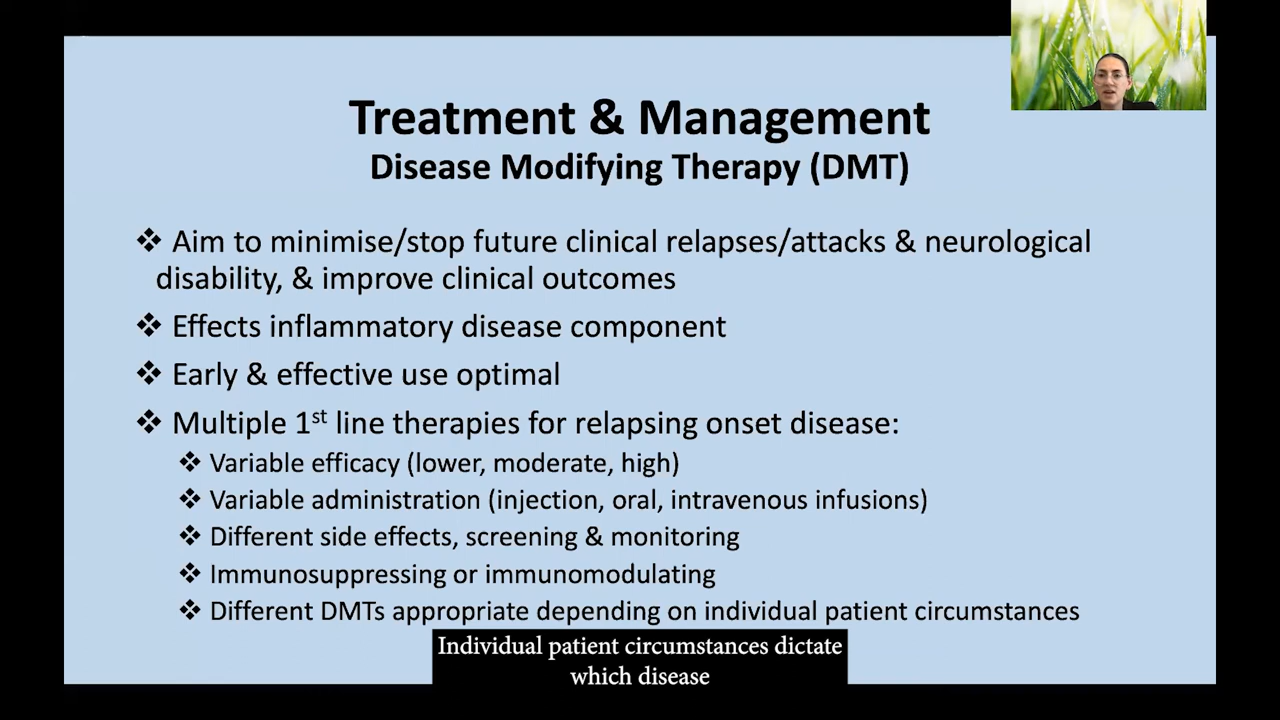 Treatment & Management
Disease Modifying Therapy (DMT)
❖ Aim to minimise/stop future clinical relapses/attacks & neurological
disability, & improve clinical outcomes
❖ Effects inflammatory disease component
❖ Early & effective use optimal
❖ Multiple 1st line therapies for relapsing onset disease:
❖ Variable efficacy (lower, moderate, high)
❖ Variable administration (injection, oral, intravenous infusions)
❖ Different side effects, screening & monitoring
❖ Immunosuppressing or immunomodulating
❖ Different DMTs appropriate depending on individual patient circumstances
Individual patient circumstances dictate
which disease